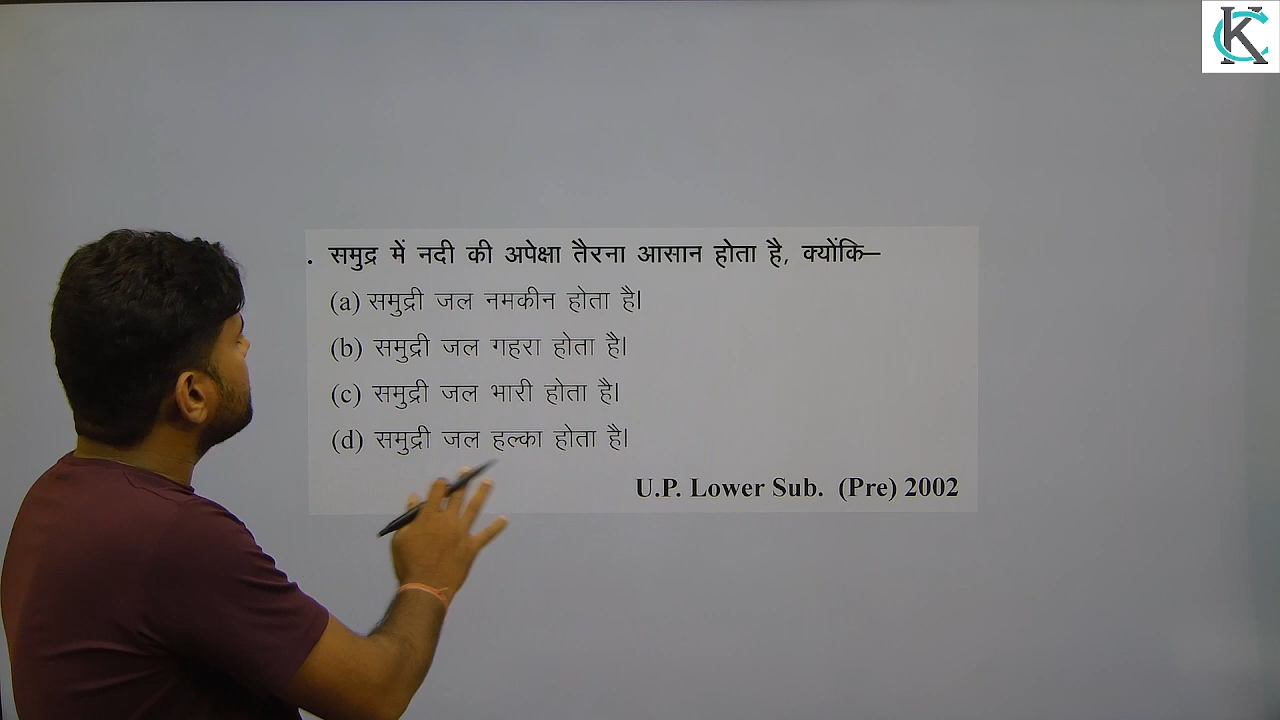 . समुद्र में नदी की अपेक्षा तैरना आसान होता है, क्योंकि–
(a) समुद्री जल नमकीन होता है।
(b) समुद्री जल गहरा होता है।
(c) समुद्री जल भारी होता है।
(d) समुद्री जल हल्का होता है।
U.P. Lower Sub. (Pre) 2002
KC